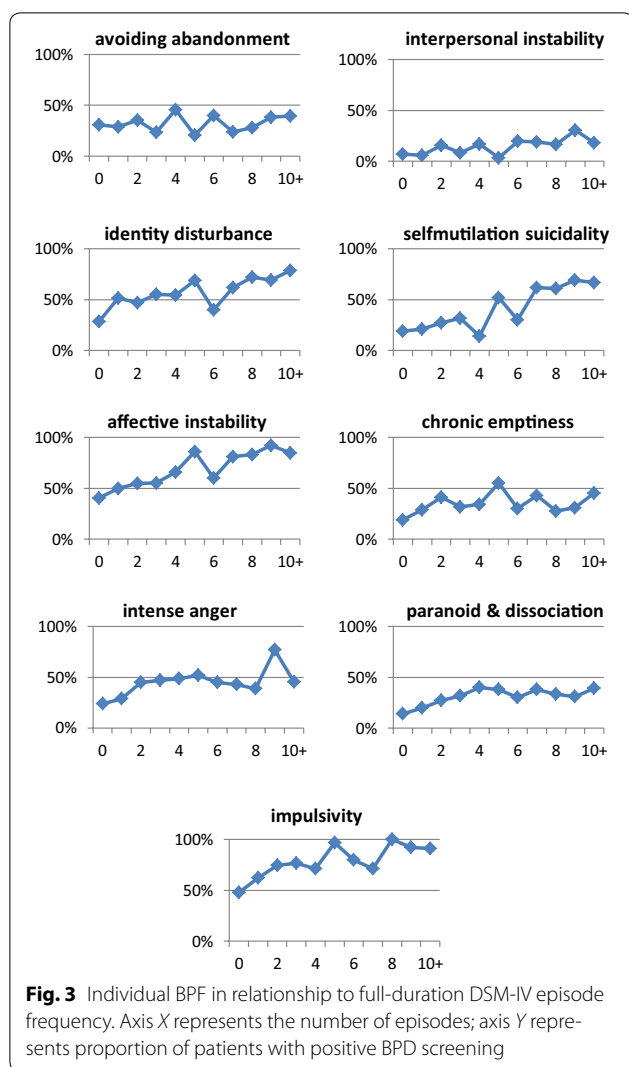 avoiding abandonment
100%
50%
0%
0 2 4 6 8 10+
interpersonal instability
100%
50%
0%
0 2 4 6 8 10+
identity disturbance
100%
50%
0%
0 2 4 6 8 10+
selfmutilation suicidality
100%
50%
0%
0 2 4 6 8 10+
affective instability
100%
50%
0%
0 2 4 6 8 10+
chronic emptiness
100%
50%
0%
0 2 4 6 8 10+
intense anger
100%
50%
0%
0 2 4 6 8 10+
paranoid & dissociation
100%
50%
0%
0 2 4 6 8 10+
impulsivity
100%
50%
0%
0 2 4 6 8 10+
Fig. 3 Individual BPF in relationship to full-duration DSM-IV episode
frequency. Axis X represents the number of episodes; axis Y repre-
sents proportion of patients with positive BPD screening